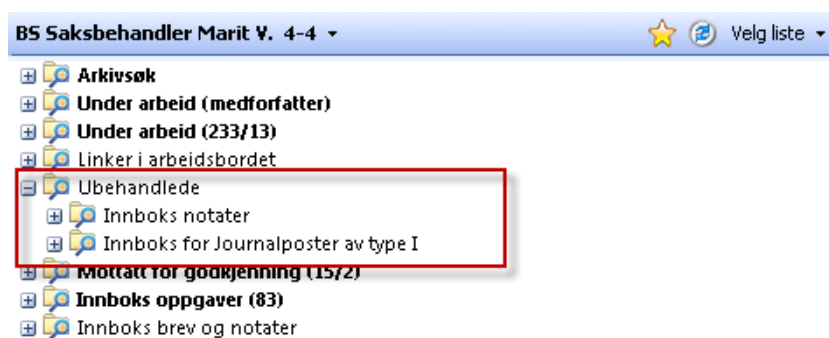 BS Saksbehandler Marit V. 4-4 Velg liste
Arkivsøk
Under arbeid (medforfatter)
Under arbeid (233/13)
Linker i arbeidsbordet
Ubehandlede
Innboks notater
Innboks for Journalposter av type I
Mottatt for godkjenning (15/2)
Innboks oppgaver (83)
Innboks brev og notater